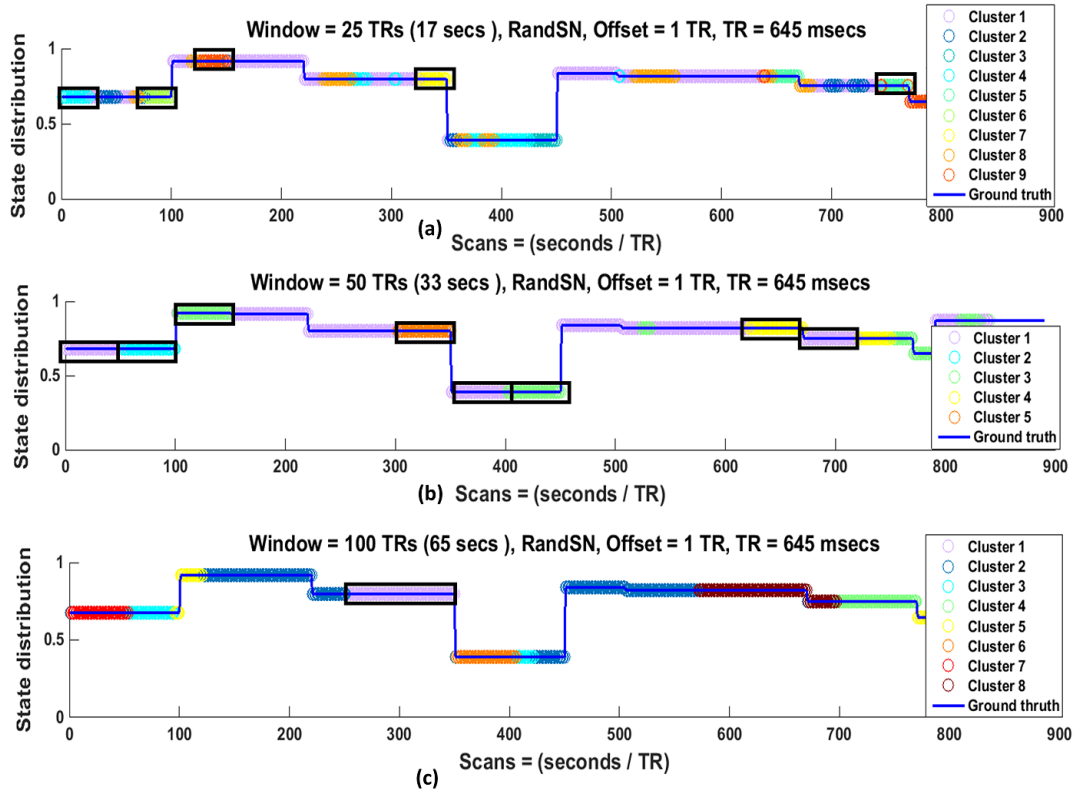 Window = 25 TRs (17 secs ), RandSN, Offset = 1 TR, TR = 645 msecs
State distribution
1
0.5
0
0 100 200 300 400 500 600 700 800 900
(a)
Scans = (seconds / TR)
Cluster 1
Cluster 2
Cluster 3
Cluster 4
Cluster 5
Cluster 6
Cluster 7
Cluster 8
Cluster 9
Ground truth
Window = 50 TRs (33 secs ), RandSN, Offset = 1 TR, TR = 645 msecs
State distribution
1
0.5
0
0 100 200 300 400 500 600 700 800 900
(b) Scans = (seconds / TR)
Cluster 1
Cluster 2
Cluster 3
Cluster 4
Cluster 5
Ground truth
Window = 100 TRs (65 secs ), RandSN, Offset = 1 TR, TR = 645 msecs
State distribution
1
0.5
0
0 100 200 300 400 500 600 700 800 900
Scans = (seconds / TR)
(c)
Cluster 1
Cluster 2
Cluster 3
Cluster 4
Cluster 5
Cluster 6
Cluster 7
Cluster 8
Ground thruth